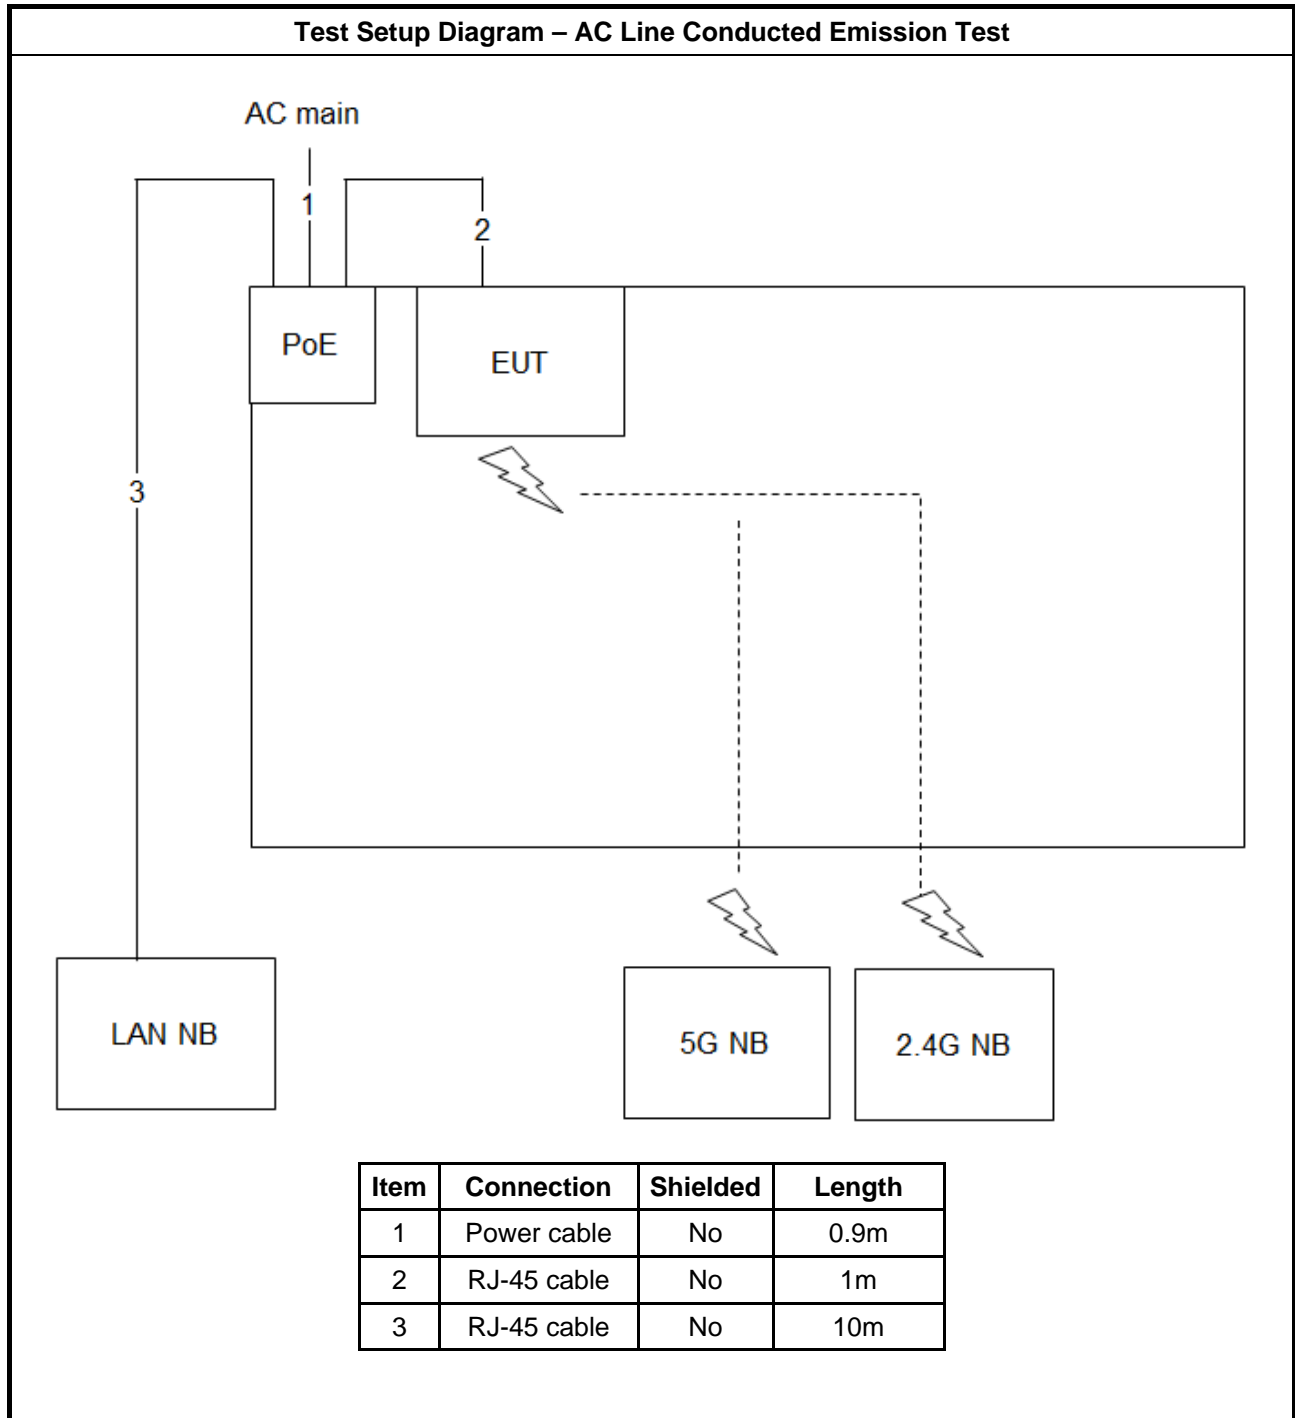 Test Setup Diagram – AC Line Conducted Emission Test
AC main
1
2
PoE
EUT
3
LAN NB
5G NB
2.4G NB
Item Connection Shielded Length
1 Power cable No 0.9m
2 RJ-45 cable No 1m
3 RJ-45 cable No 10m